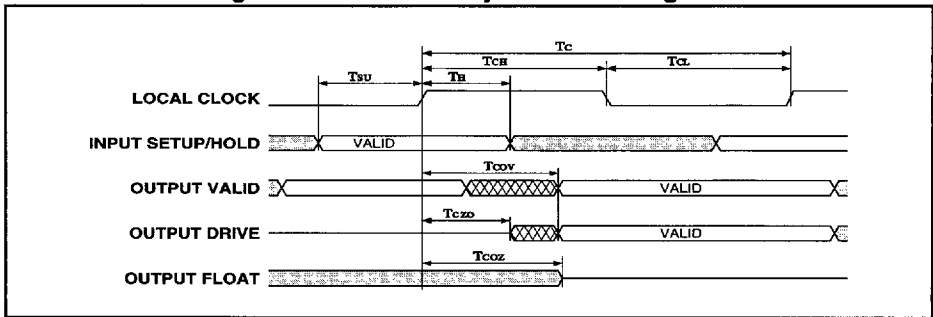 Tc
TCH
TCL
TSU
TH
LOCAL CLOCK
INPUT SETUP/HOLD
VALID
TCOV
OUTPUT VALID
VALID
TCZO
OUTPUT DRIVE
VALID
TCOZ
OUTPUT FLOAT